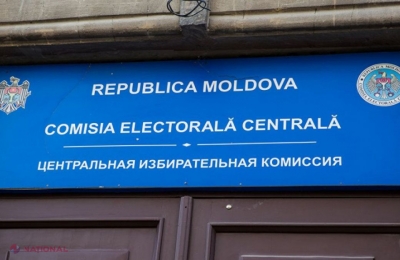 REPUBLICA MOLDOVA
COMISIA ELECTORALĂ CENTRALĂ
ЦЕНТРАЛЬНАЯ ИЗБИРАТЕЛЬНАЯ КОМИССИЯ